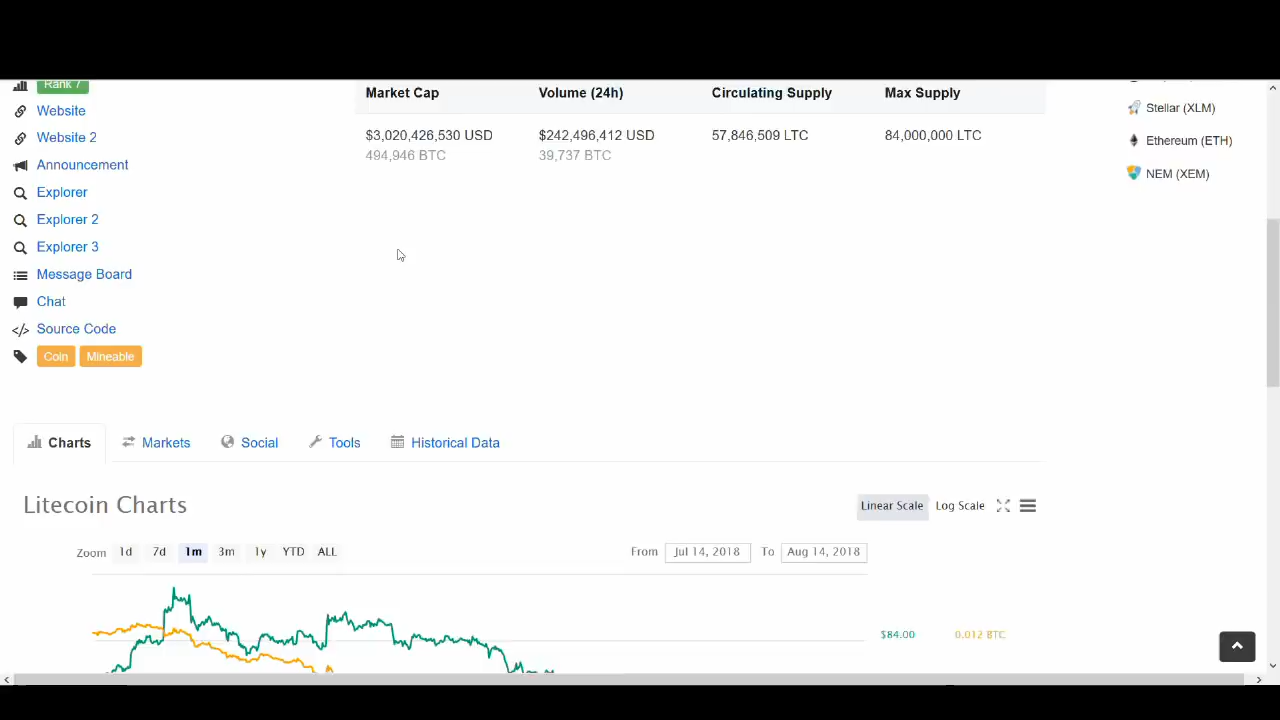 Rank 7
Website
Website 2
Announcement
Explorer
Explorer 2
Explorer 3
Message Board
Chat
Source Code
Coin Mineable
Market Cap Volume (24h) Circulating Supply Max Supply
$3,020,426,530 USD $242,496,412 USD 57,846,509 LTC 84,000,000 LTC
494,946 BTC 39,737 BTC
Stellar (XLM)
Ethereum (ETH)
NEM (XEM)
Charts Markets Social Tools Historical Data
Litecoin Charts
Linear Scale Log Scale
Zoom 1d 7d 1m 3m 1y YTD ALL From Jul 14, 2018 To Aug 14, 2018
$84.00 0.012 BTC